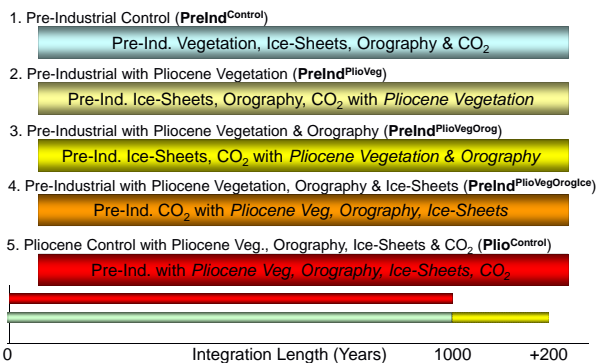 1. Pre-Industrial Control (PreInd^Control)
Pre-Ind. Vegetation, Ice-Sheets, Orography & CO₂
2. Pre-Industrial with Pliocene Vegetation (PreInd^PlioVeg)
Pre-Ind. Ice-Sheets, Orography, CO₂ with Pliocene Vegetation
3. Pre-Industrial with Pliocene Vegetation & Orography (PreInd^PlioVegOrog)
Pre-Ind. Ice-Sheets, CO₂ with Pliocene Vegetation & Orography
4. Pre-Industrial with Pliocene Vegetation, Orography & Ice-Sheets (PreInd^PlioVegOrogIce)
Pre-Ind. CO₂ with Pliocene Veg, Orography, Ice-Sheets
5. Pliocene Control with Pliocene Veg., Orography, Ice-Sheets & CO₂ (Plio^Control)
Pre-Ind. with Pliocene Veg, Orography, Ice-Sheets, CO₂
0 Integration Length (Years) 1000 +200